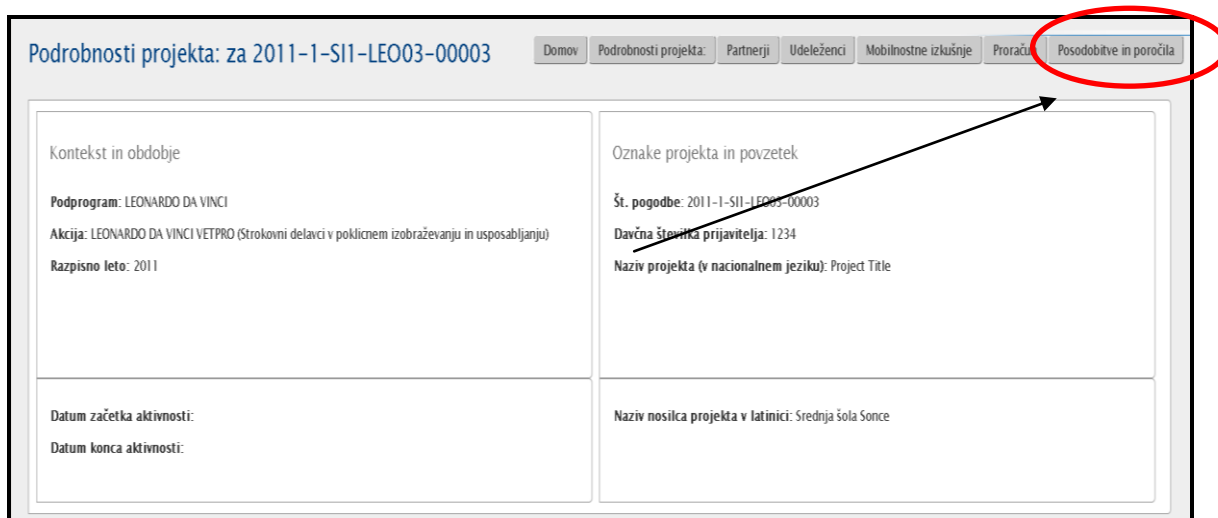 Podrobnosti projekta: za 2011-1-SI1-LEO03-00003
Domov
Podrobnosti projekta:
Partnerji
Udeleženci
Mobilnostne izkušnje
Proračun
Posodobitve in poročila
Kontekst in obdobje
Podprogram: LEONARDO DA VINCI
Akcija: LEONARDO DA VINCI VETPRO (Strokovni delavci v poklicnem izobraževanju in usposabljanju)
Razpisno leto: 2011
Oznake projekta in povzetek
Št. pogodbe: 2011-1-SI1-LEO03-00003
Davčna številka prijavitelja: 1234
Naziv projekta (v nacionalnem jeziku): Project Title
Datum začetka aktivnosti:
Datum konca aktivnosti:
Naziv nosilca projekta v latinici: Srednja šola Sonce